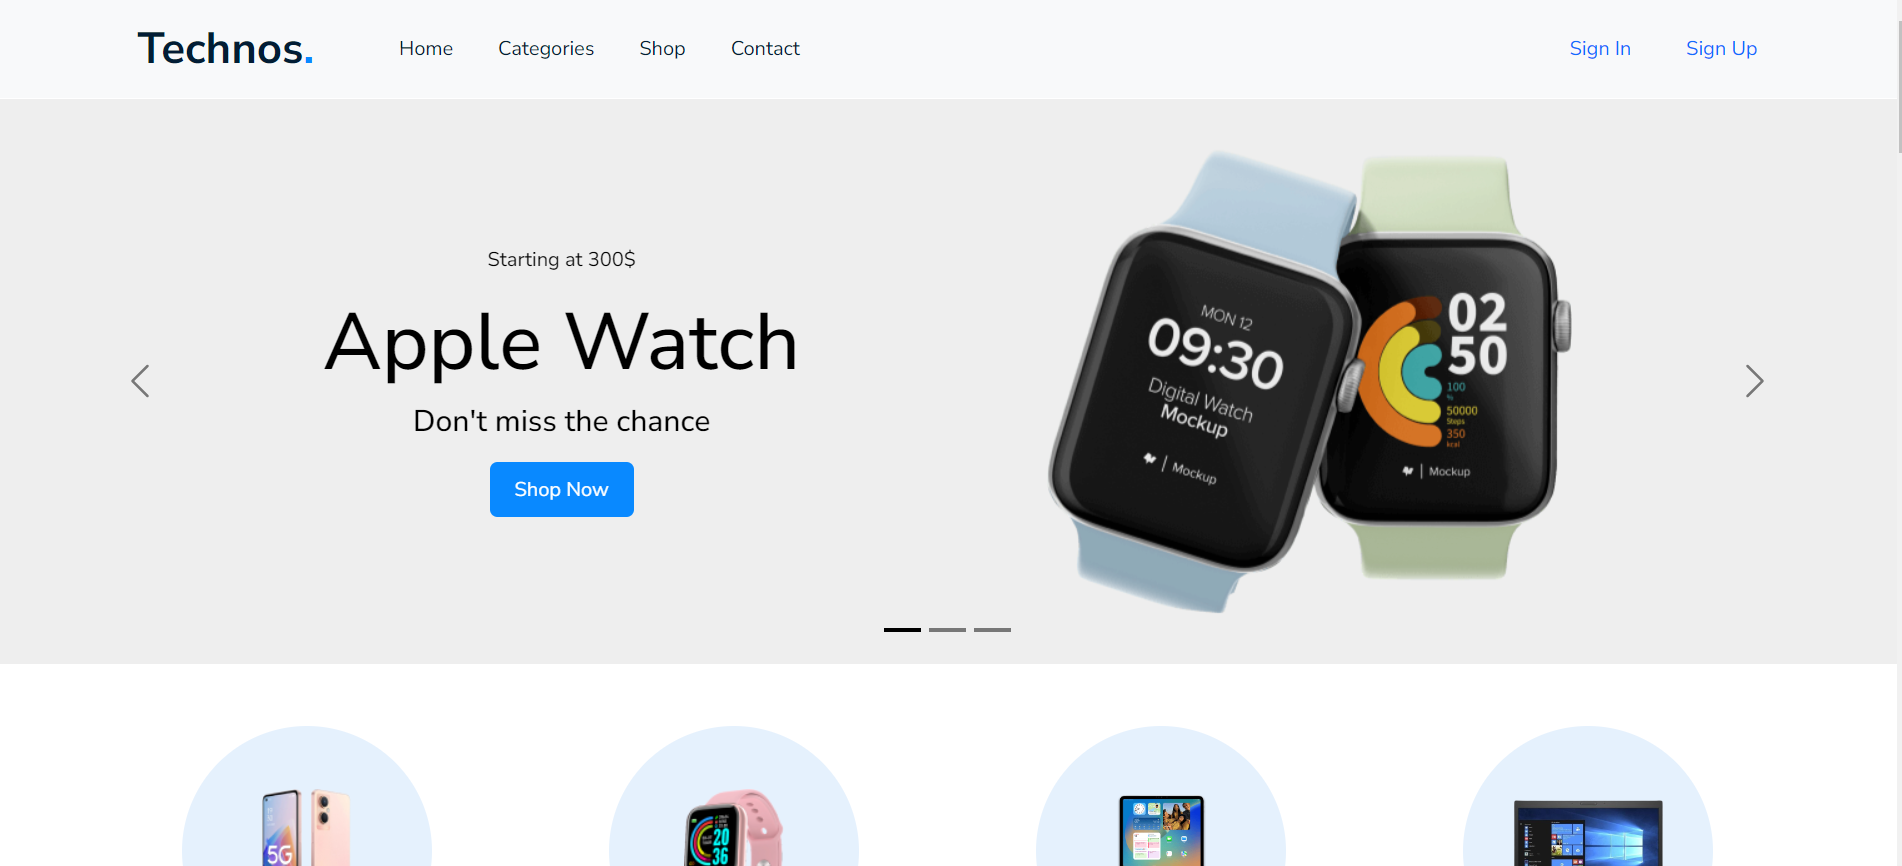 Technos.
Home Categories Shop Contact
Sign In Sign Up
Starting at 300$
Apple Watch
Don't miss the chance
Shop Now
MON 12
09:30
Digital Watch
Mockup
Mockup
02
50
100
%
50000
Steps
350
kcal
Mockup
5G
20
36